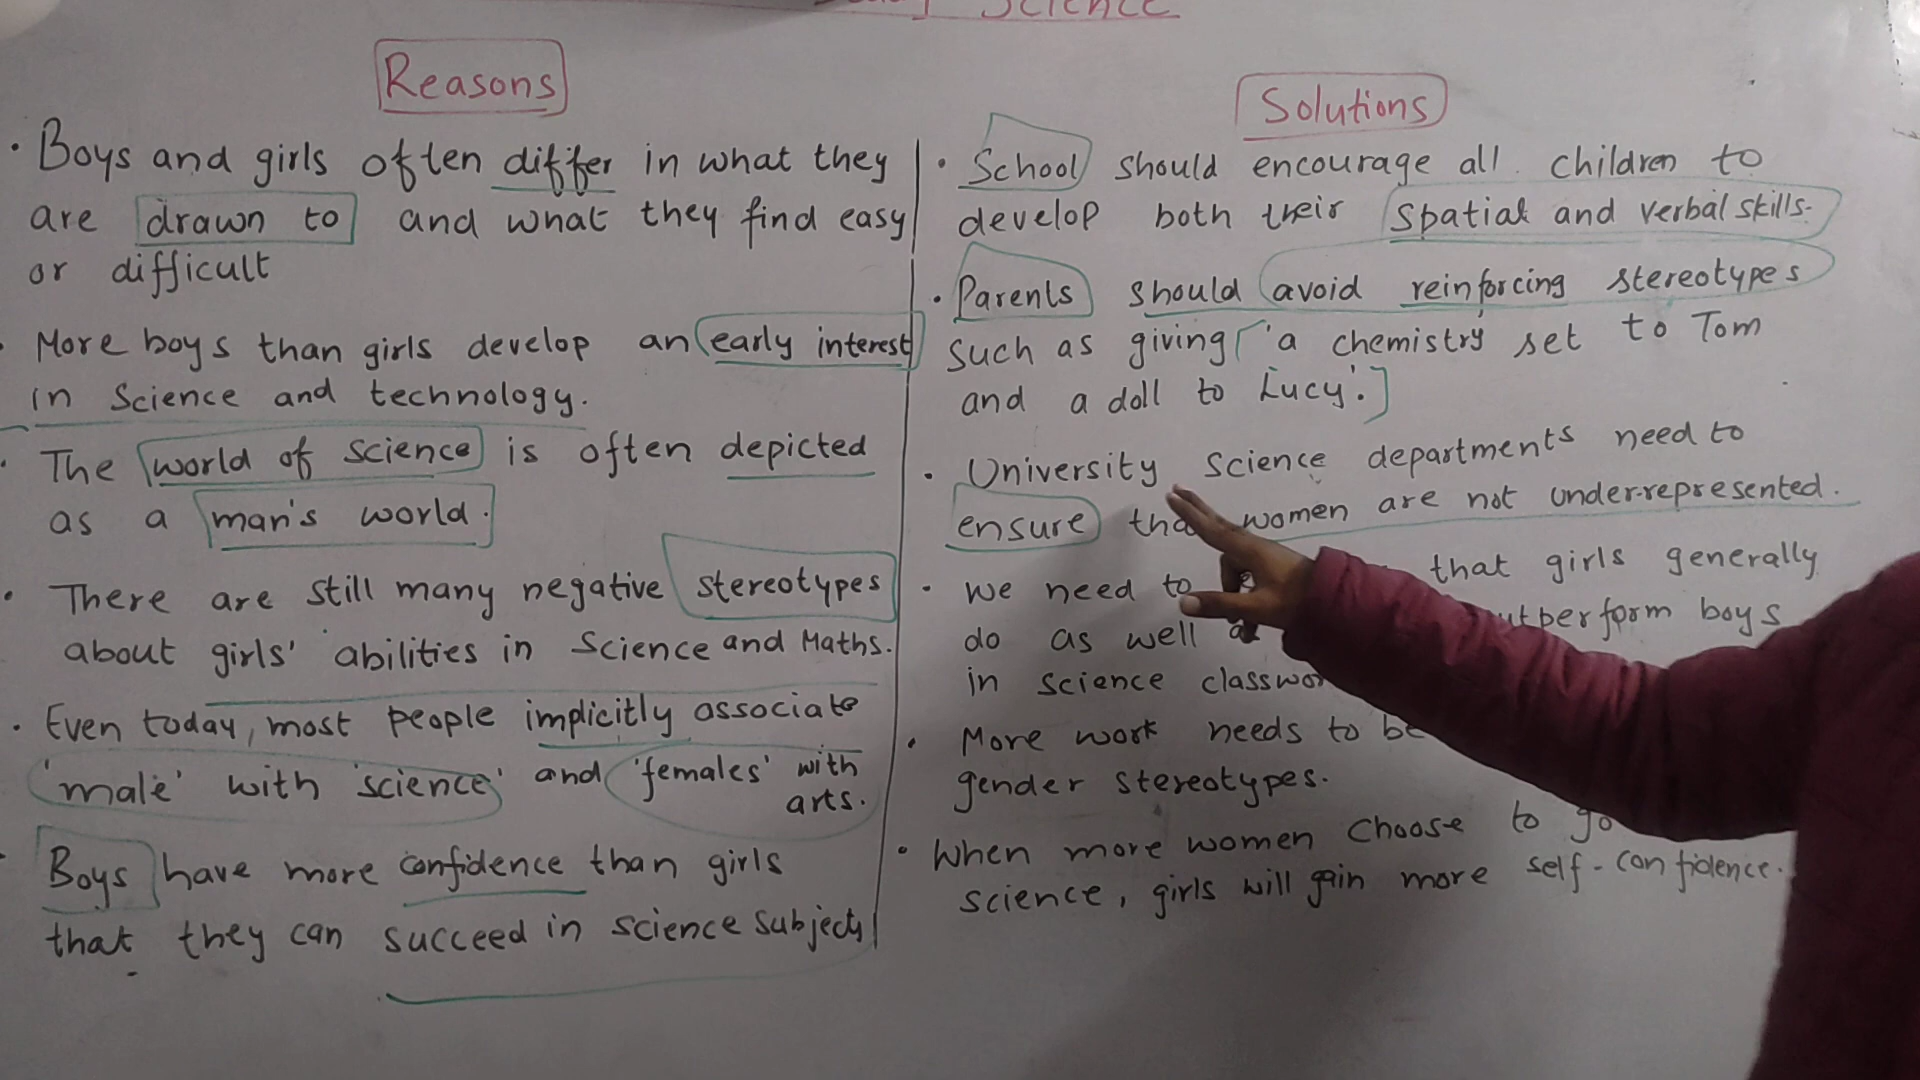 Science
Reasons
Boys and girls often differ in what they
are drawn to and what they find easy
or difficult
More boys than girls develop an early interest
in Science and technology.
The world of science is often depicted
as a man's world.
There are still many negative stereotypes
about girls' abilities in Science and Maths.
Even today, most people implicitly associate
'male' with 'science' and 'females' with
arts.
Boys have more confidence than girls
that they can succeed in science subjects
Solutions
School should encourage all children to
develop both their spatial and verbal skills.
Parents should avoid reinforcing stereotypes
such as giving 'a chemistry set to Tom
and a doll to Lucy'.
University science departments need to
ensure women are not under-represented.
We need to that girls generally
do as well boys
in science
More work needs to be
gender stereotypes.
When more women choose to go
science, girls will gain more self-confidence.